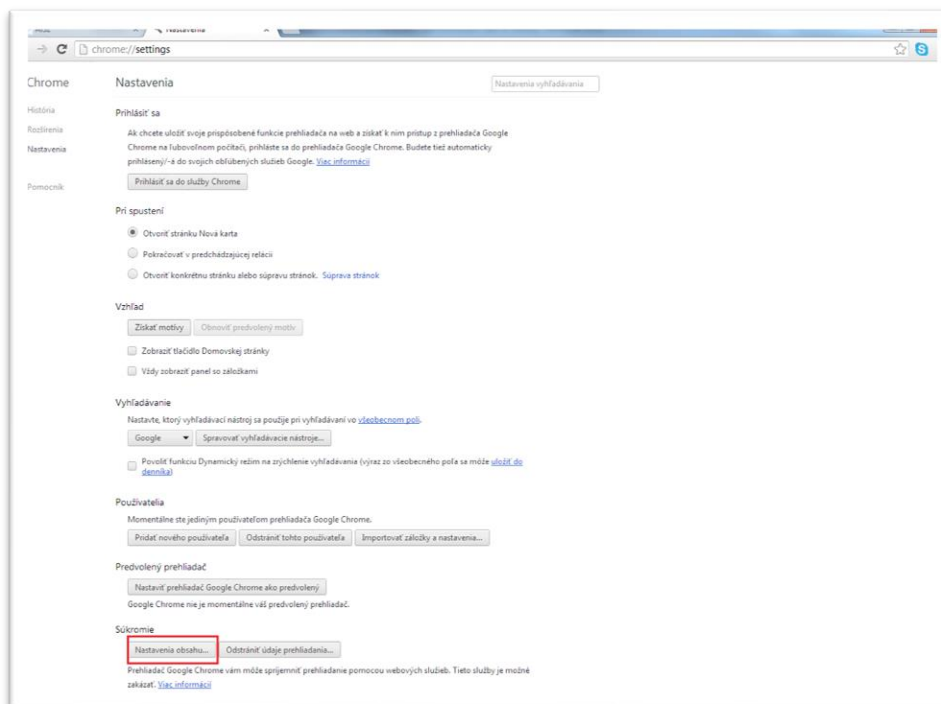 Nastavenia
chrome://settings
Chrome
Nastavenia
Nastavenia vyhľadávania
História
Rozšírenia
Nastavenia
Pomocník
Prihlásiť sa
Ak chcete uložiť svoje prispôsobené funkcie prehliadača na web a získať k nim prístup z prehliadača Google
Chrome na ľubovoľnom počítači, prihláste sa do prehliadača Google Chrome. Budete tiež automaticky
prihlásený/-á do svojich obľúbených služieb Google. Viac informácií
Prihlásiť sa do služby Chrome
Pri spustení
Otvoriť stránku Nová karta
Pokračovať v predchádzajúcej relácii
Otvoriť konkrétnu stránku alebo súpravu stránok. Súprava stránok
Vzhľad
Získať motívy
Obnoviť predvolený motív
Zobraziť tlačidlo Domovskej stránky
Vždy zobraziť panel so záložkami
Vyhľadávanie
Nastavte, ktorý vyhľadávací nástroj sa použije pri vyhľadávaní vo všeobecnom poli.
Google
Spravovať vyhľadávacie nástroje...
Povoliť funkciu Dynamický režim na zrýchlenie vyhľadávania (výraz zo všeobecného poľa sa môže uložiť do
denníka)
Používatelia
Momentálne ste jediným používateľom prehliadača Google Chrome.
Pridať nového používateľa
Odstrániť tohto používateľa
Importovať záložky a nastavenia...
Predvolený prehliadač
Nastaviť prehliadač Google Chrome ako predvolený
Google Chrome nie je momentálne váš predvolený prehliadač.
Súkromie
Nastavenia obsahu...
Odstrániť údaje prehliadania...
Prehliadač Google Chrome vám môže spríjemniť prehliadanie pomocou webových služieb. Tieto služby je možné
zakázať. Viac informácií